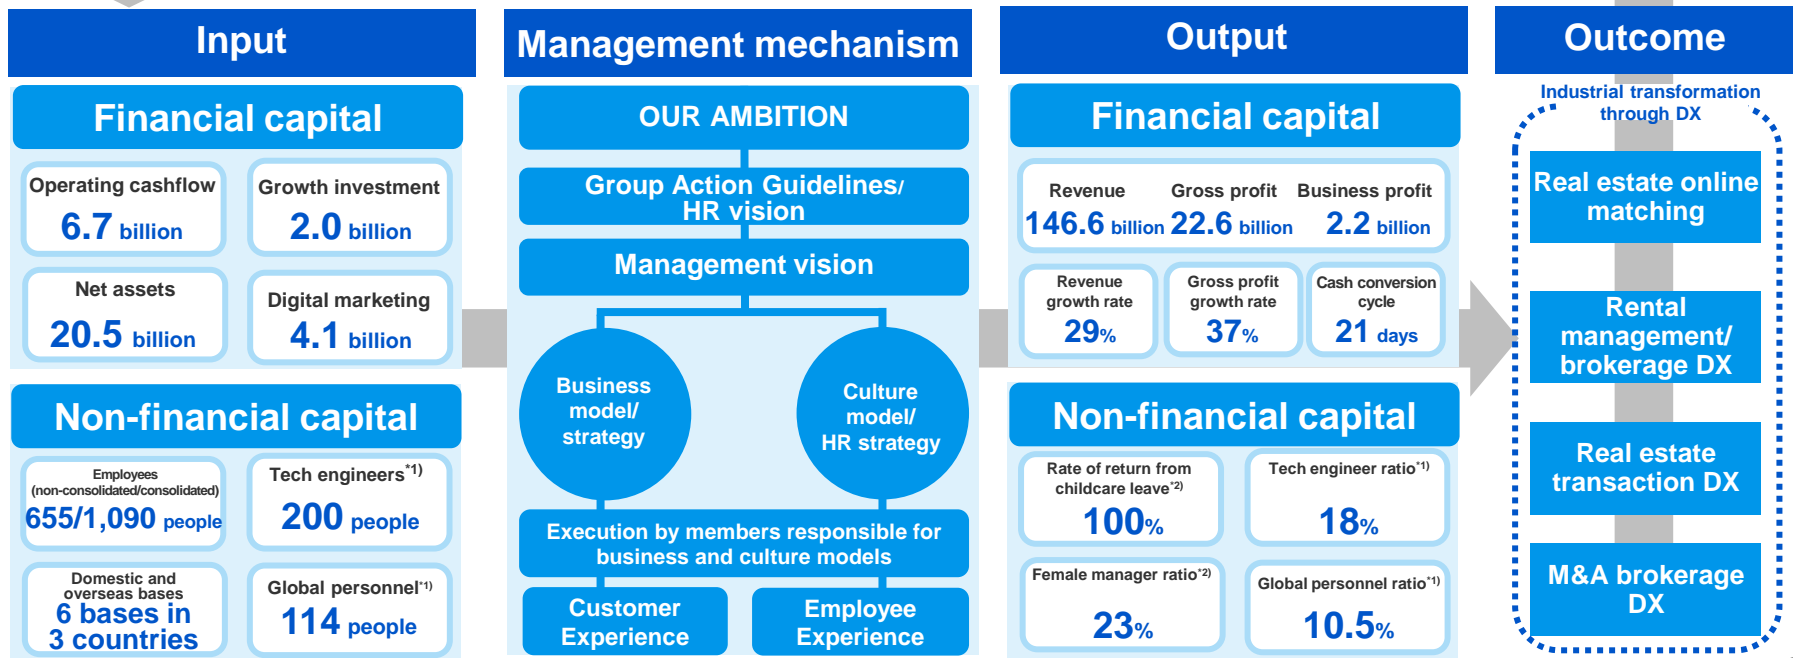 Input
Financial capital
Operating cashflow
6.7 billion
Growth investment
2.0 billion
Net assets
20.5 billion
Digital marketing
4.1 billion
Non-financial capital
Employees
(non-consolidated/consolidated)
655/1,090 people
Tech engineers*1)
200 people
Domestic and
overseas bases
6 bases in
3 countries
Global personnel*1)
114 people
Management mechanism
OUR AMBITION
Group Action Guidelines/
HR vision
Management vision
Business
model/
strategy
Culture
model/
HR strategy
Execution by members responsible for
business and culture models
Customer
Experience
Employee
Experience
Output
Financial capital
Revenue
146.6 billion
Gross profit
22.6 billion
Business profit
2.2 billion
Revenue
growth rate
29%
Gross profit
growth rate
37%
Cash conversion
cycle
21 days
Non-financial capital
Rate of return from
childcare leave*2)
100%
Tech engineer ratio*1)
18%
Female manager ratio*2)
23%
Global personnel ratio*1)
10.5%
Outcome
Industrial transformation
through DX
Real estate online
matching
Rental
management/
brokerage DX
Real estate
transaction DX
M&A brokerage
DX